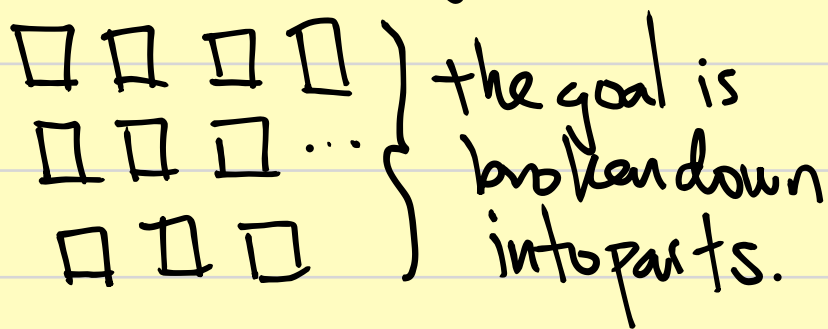 the goal is
broken down
into parts.